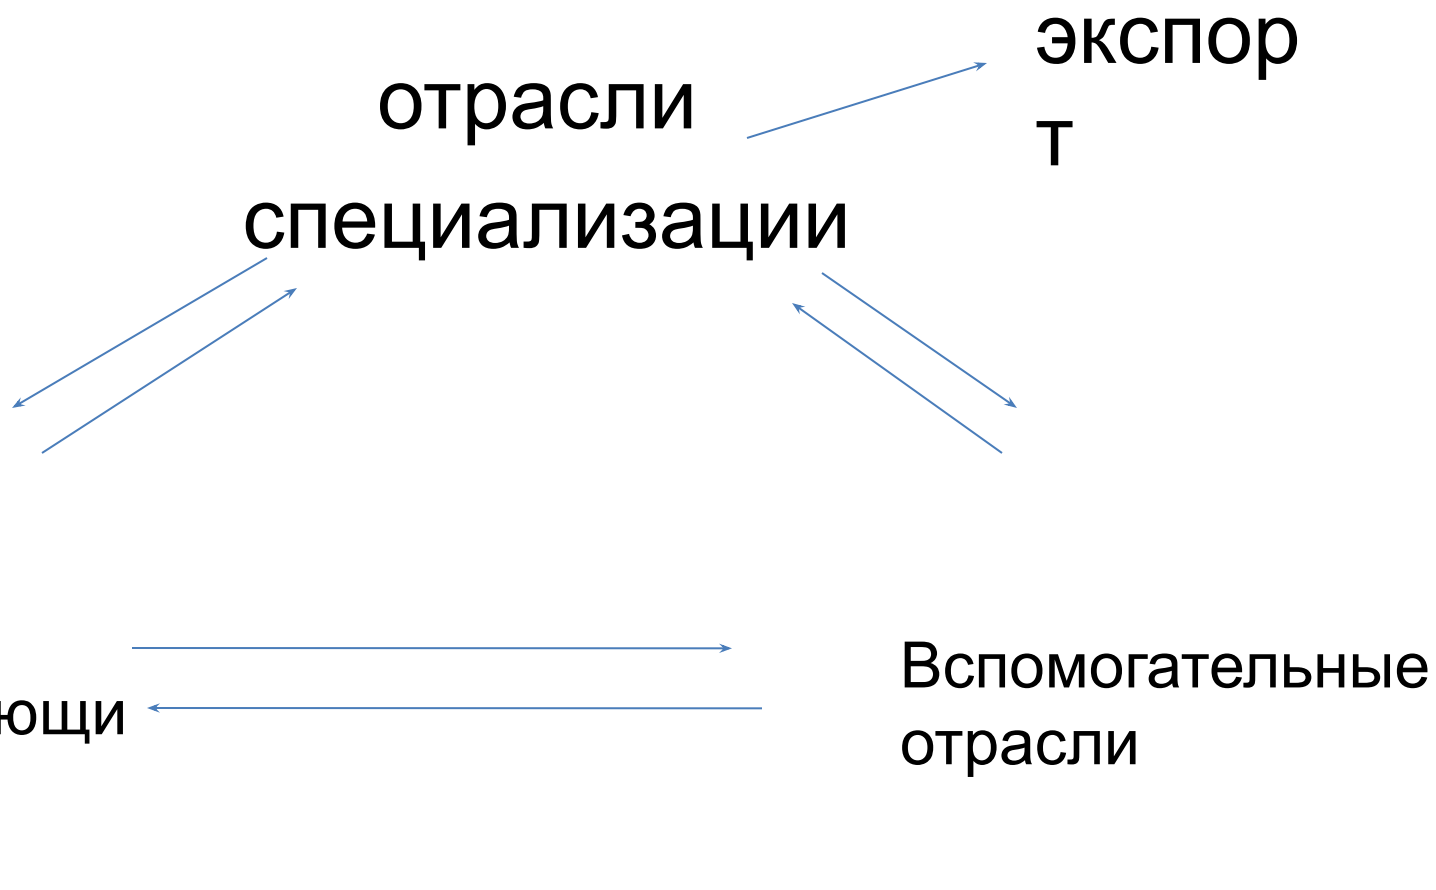 экспор
т
отрасли
специализации
Вспомогательные
отрасли
ющи